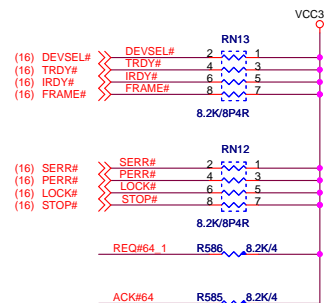 VCC3
RN13
(16) DEVSEL# DEVSEL# 2 1
(16) TRDY# TRDY# 4 3
(16) IRDY# IRDY# 6 5
(16) FRAME# FRAME# 8 7
8.2K/8P4R
RN12
(16) SERR# SERR# 2 1
(16) PERR# PERR# 4 3
(16) LOCK# LOCK# 6 5
(16) STOP# STOP# 8 7
8.2K/8P4R
REQ#64_1 R586 8.2K/4
ACK#64 R585 8.2K/4